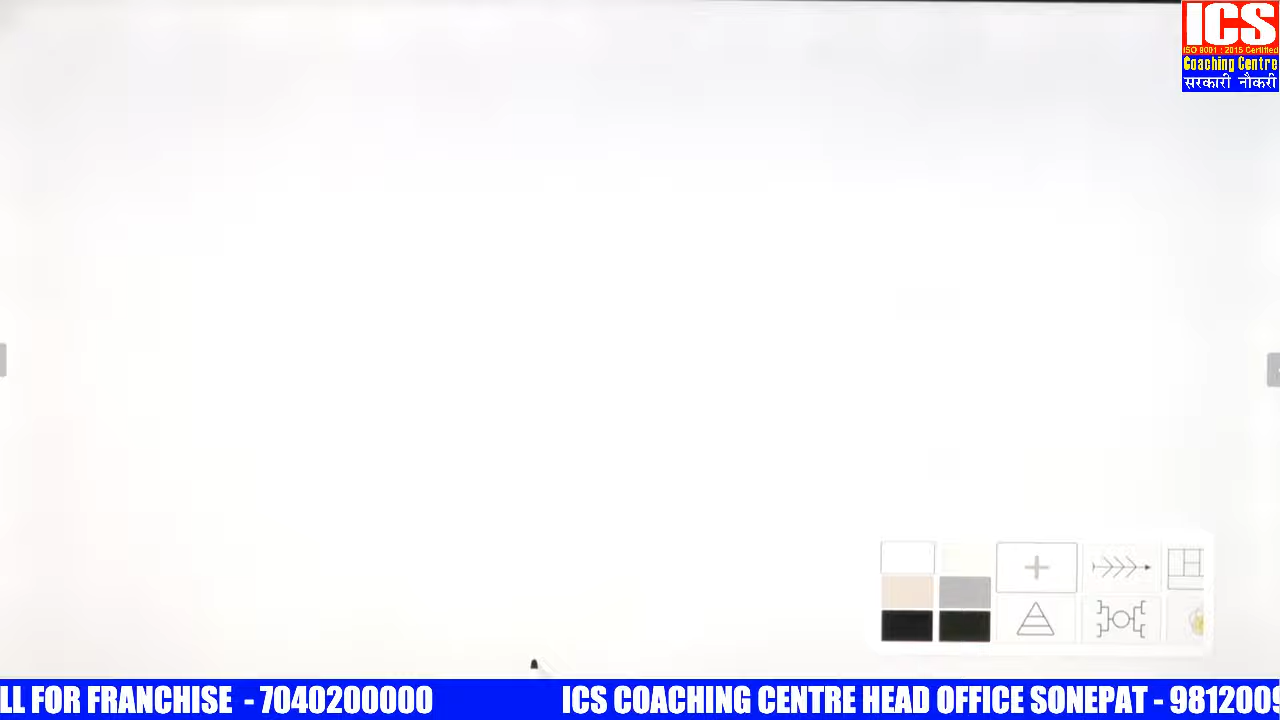 ICS
ISO 9001 : 2015 Certified
Coaching Centre
सरकारी नौकरी
LL FOR FRANCHISE - 7040200000 ICS COACHING CENTRE HEAD OFFICE SONEPAT - 9812009